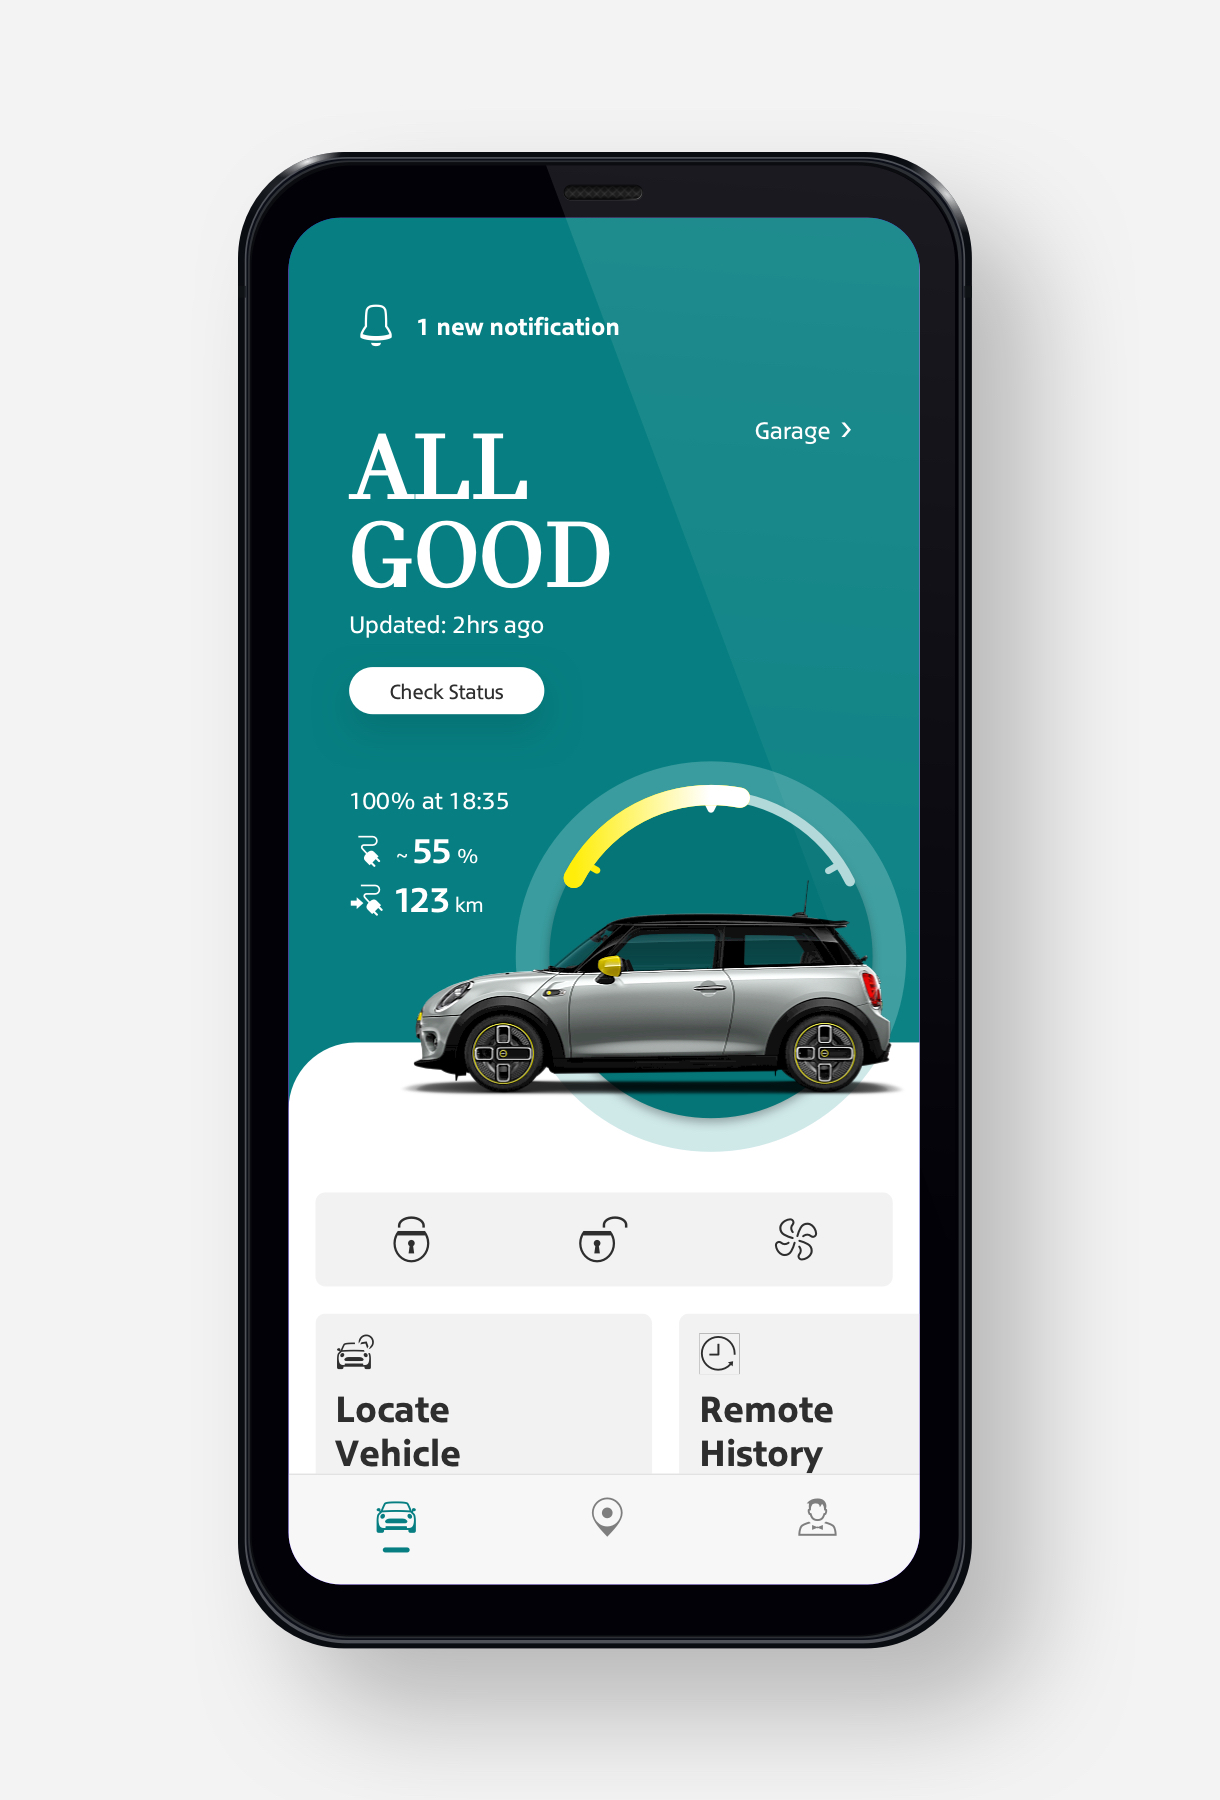 1 new notification
Garage
ALL
GOOD
Updated: 2hrs ago
Check Status
100% at 18:35
~ 55 %
123 km
Locate
Vehicle
Remote
History